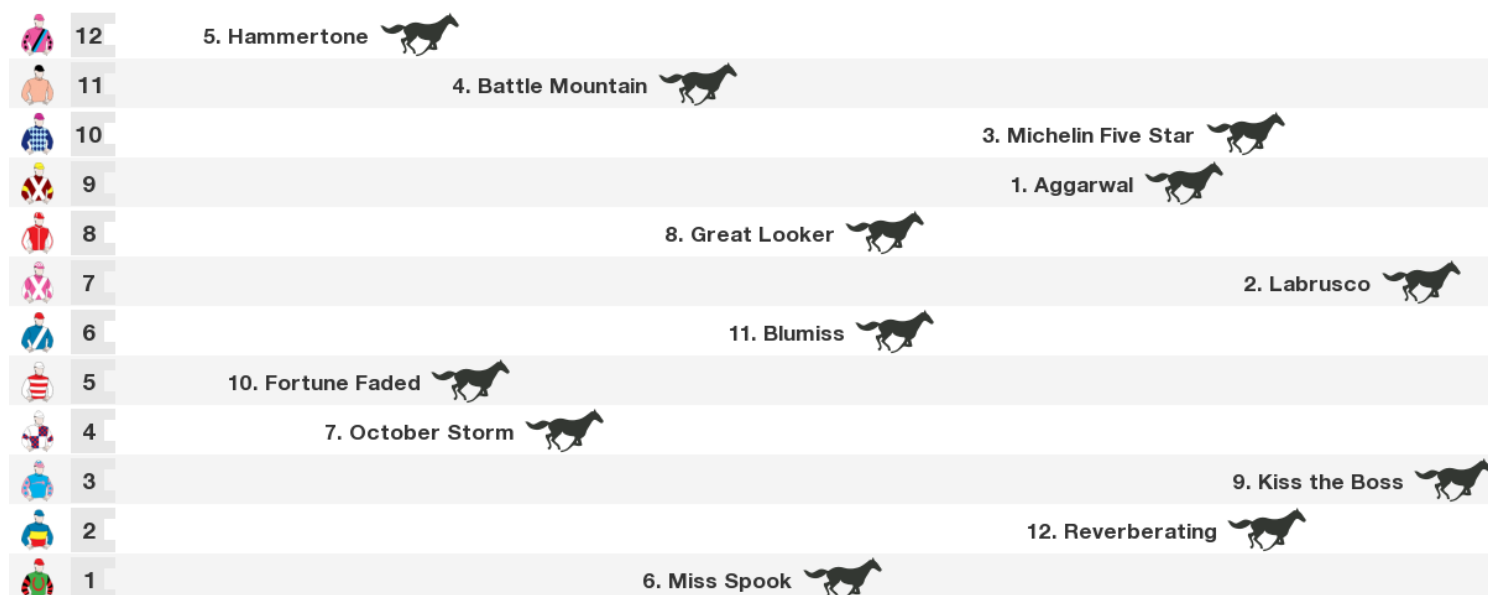 12 5. Hammertone
11 4. Battle Mountain
10 3. Michelin Five Star
9 1. Aggarwal
8 8. Great Looker
7 2. Labrusco
6 11. Blumiss
5 10. Fortune Faded
4 7. October Storm
3 9. Kiss the Boss
2 12. Reverberating
1 6. Miss Spook